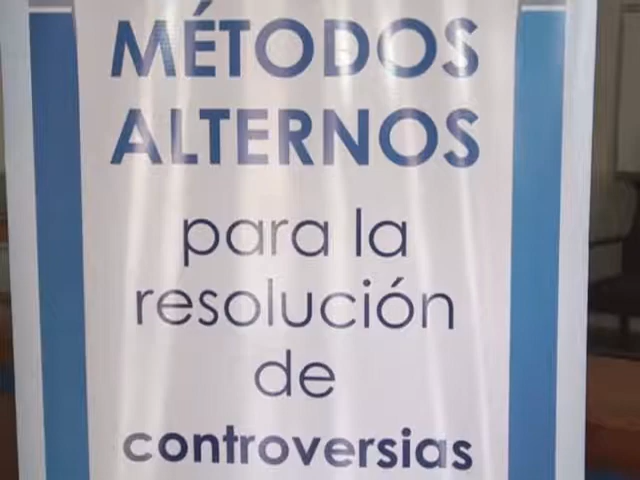 MÉTODOS
ALTERNOS
para la
resolución
de
controversias